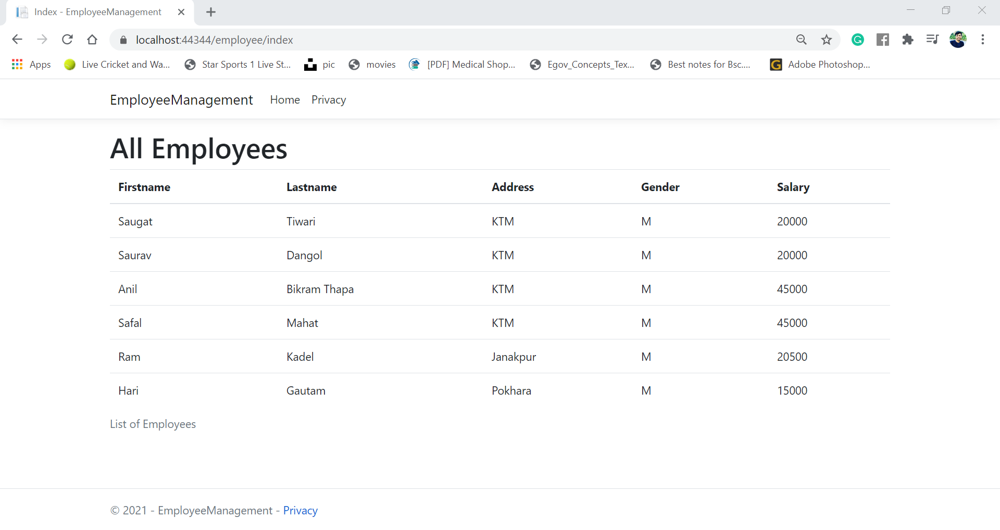 Index - EmployeeManagement
localhost:44344/employee/index
Apps Live Cricket and Wa... Star Sports 1 Live St... pic movies [PDF] Medical Shop... Egov_Concepts_Tex... Best notes for Bsc.... Adobe Photoshop...
EmployeeManagement Home Privacy
All Employees
Firstname Lastname Address Gender Salary
Saugat Tiwari KTM M 20000
Saurav Dangol KTM M 20000
Anil Bikram Thapa KTM M 45000
Safal Mahat KTM M 45000
Ram Kadel Janakpur M 20500
Hari Gautam Pokhara M 15000
List of Employees
© 2021 - EmployeeManagement - Privacy